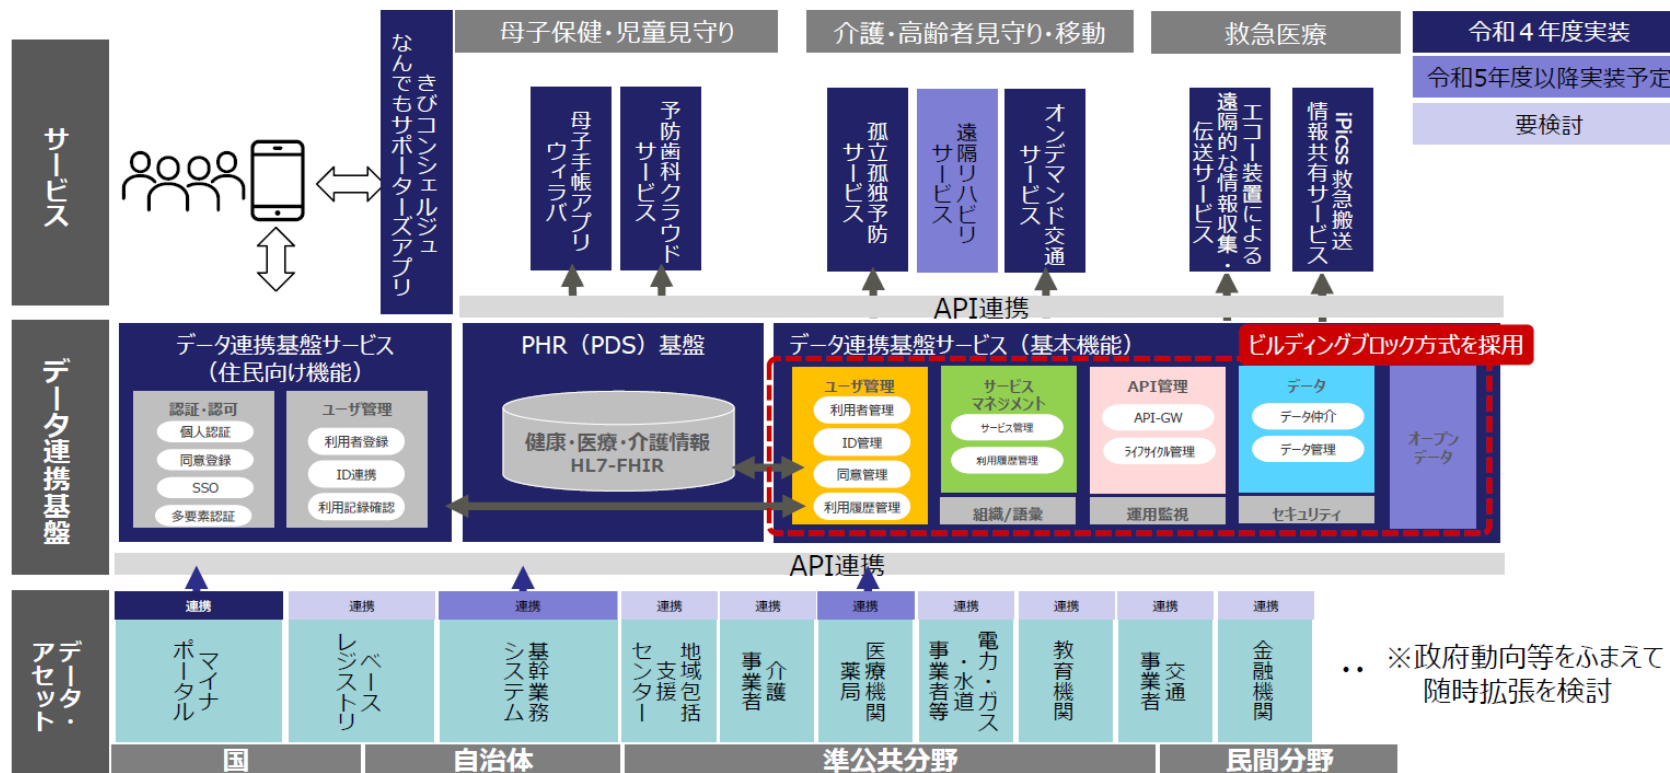 母子保健・児童見守り
介護・高齢者見守り・移動
救急医療
令和４年度実装
令和5年度以降実装予定
要検討
サービス
きびコンシェルジュ
なんでもサポーターズアプリ
母子手帳アプリ
ウィラバ
予防歯科クラウド
サービス
孤立孤独予防
サービス
遠隔リハビリ
サービス
オンデマンド交通
サービス
エコー装置による
遠隔的な情報収集・
伝送サービス
iPicss 救急搬送
情報共有サービス
API連携
データ連携基盤
データ連携基盤サービス
（住民向け機能）
認証・認可
個人認証
同意登録
SSO
多要素認証
ユーザ管理
利用者登録
ID連携
利用記録確認
PHR（PDS）基盤
健康・医療・介護情報
HL7-FHIR
データ連携基盤サービス（基本機能）
ビルディングブロック方式を採用
ユーザ管理
利用者管理
ID管理
同意管理
利用履歴管理
サービス
マネジメント
サービス管理
利用履歴管理
組織/語彙
API管理
API-GW
ライフサイクル管理
運用監視
データ
データ仲介
データ管理
セキュリティ
オープン
データ
API連携
データ・
アセット
連携
マイナ
ポータル
連携
ベース
レジストリ
連携
基幹業務
システム
連携
地域包括
支援
センター
連携
介護
事業者
連携
医療機関
薬局
連携
電力・ガス
・水道
事業者等
連携
教育機関
連携
交通
事業者
連携
金融機関
・・
※政府動向等をふまえて
随時拡張を検討
国
自治体
準公共分野
民間分野